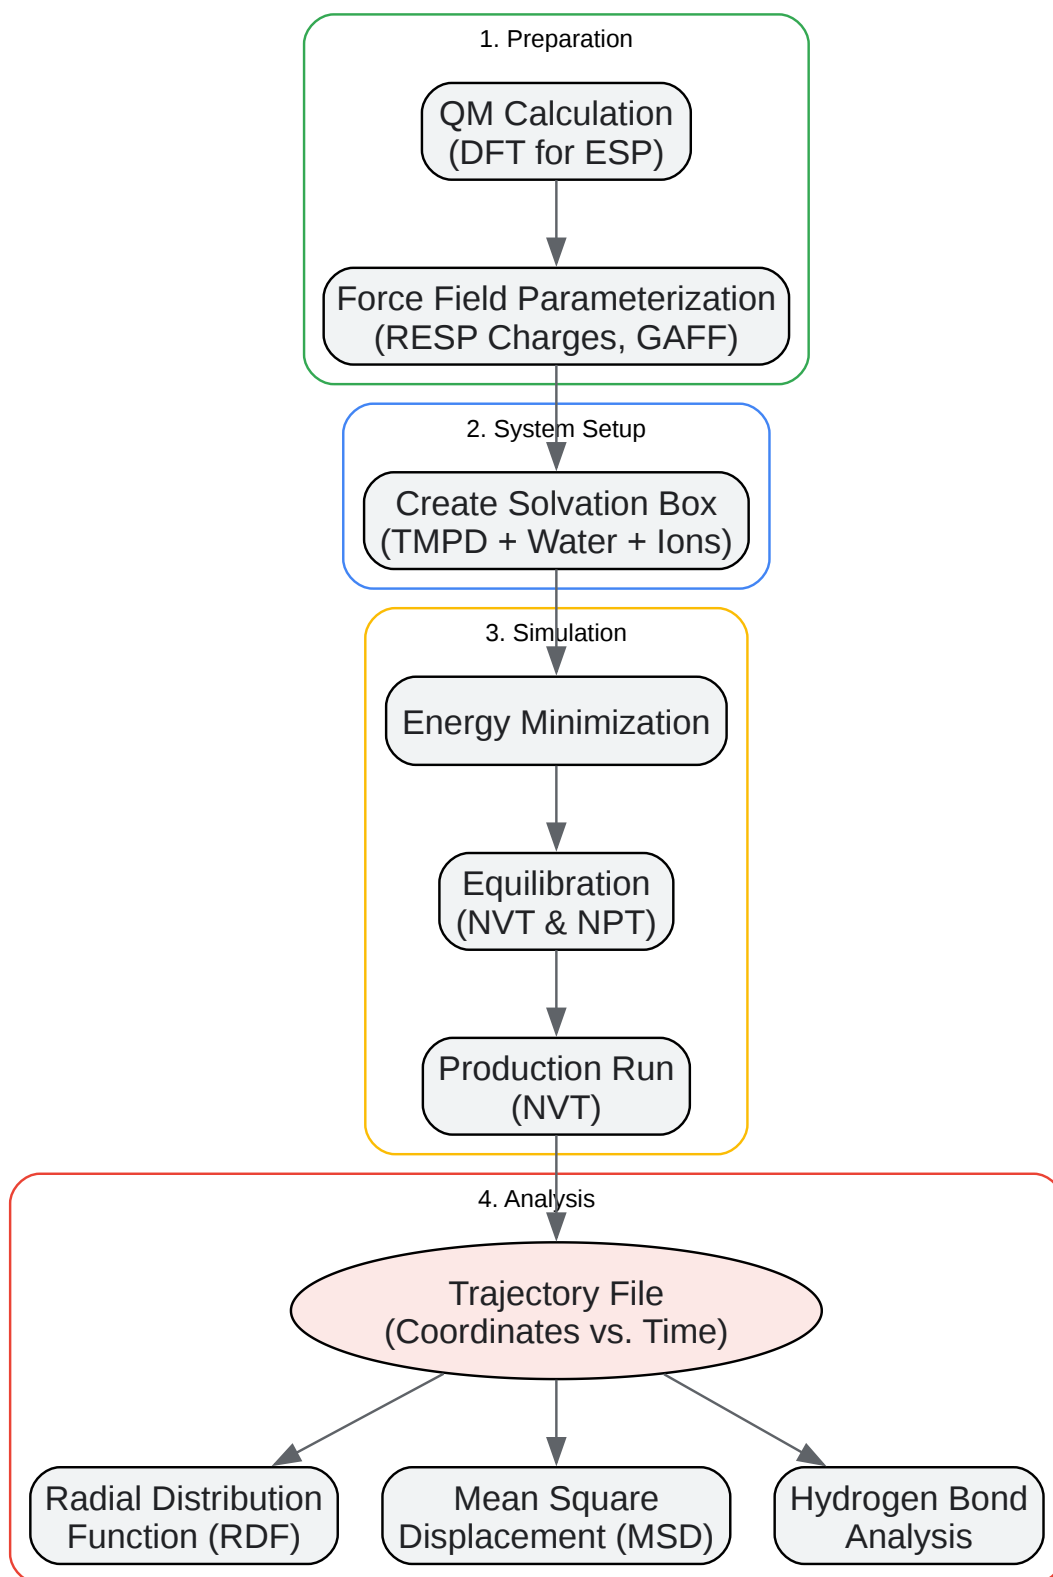 1. Preparation
QM Calculation
(DFT for ESP)
Force Field Parameterization
(RESP Charges, GAFF)
2. System Setup
Create Solvation Box
(TMPD + Water + Ions)
3. Simulation
Energy Minimization
Equilibration
(NVT & NPT)
Production Run
(NVT)
4. Analysis
Trajectory File
(Coordinates vs. Time)
Radial Distribution
Function (RDF)
Mean Square
Displacement (MSD)
Hydrogen Bond
Analysis